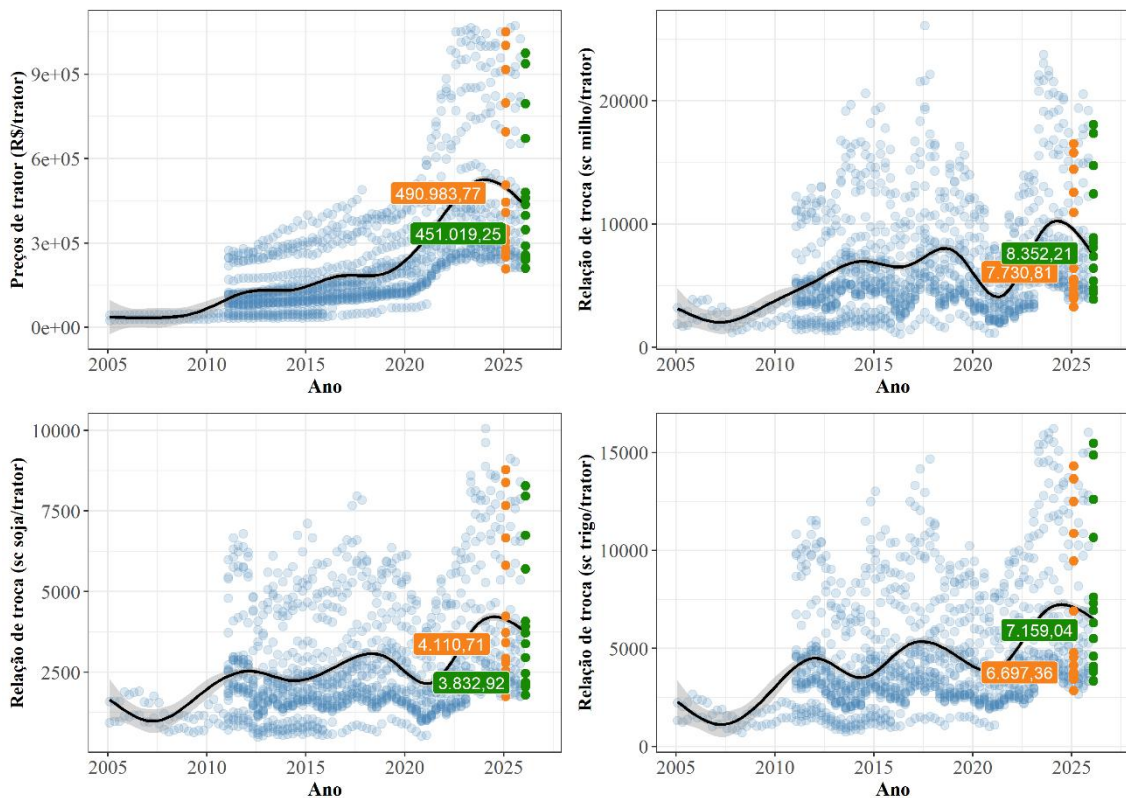 Preços de trator (R$/trator)
9e+05
6e+05
3e+05
0e+00
490.983,77
451.019,25
2005 2010 2015 2020 2025
Ano
Relação de troca (sc milho/trator)
20000
10000
0
8.352,21
7.730,81
2005 2010 2015 2020 2025
Ano
Relação de troca (sc soja/trator)
10000
7500
5000
2500
4.110,71
3.832,92
2005 2010 2015 2020 2025
Ano
Relação de troca (sc trigo/trator)
15000
10000
5000
0
7.159,04
6.697,36
2005 2010 2015 2020 2025
Ano